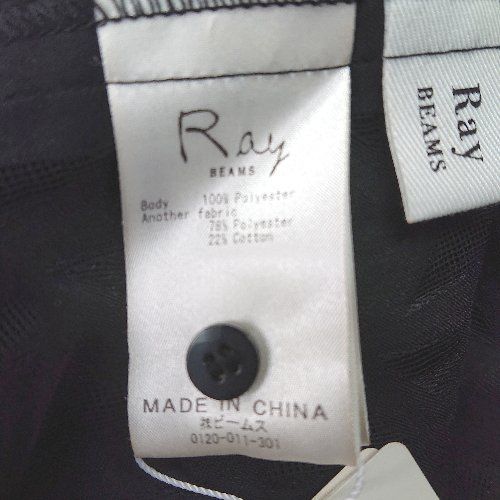 Ray
BEAMS
Body 100% Polyester
Another fabric
78% Polyester
22% Cotton
MADE IN CHINA
㈱ビームス
0120-011-301
Ray
BEAMS